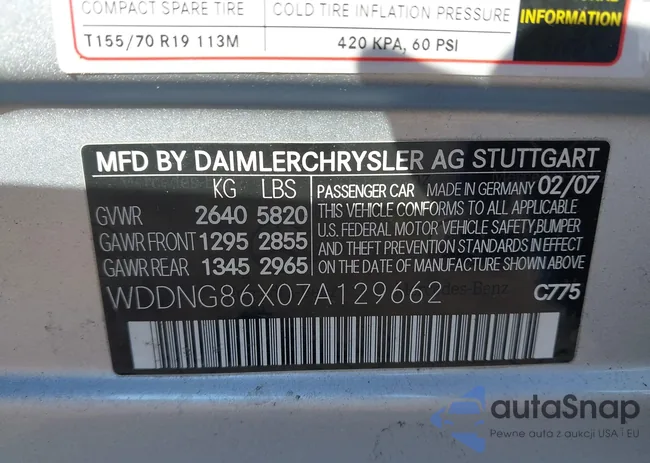 COMPACT SPARE TIRE
COLD TIRE INFLATION PRESSURE
T155/70 R19 113M
420 KPA, 60 PSI
INFORMATION
MFD BY DAIMLERCHRYSLER AG STUTTGART
KG LBS
GVWR 2640 5820
GAWR FRONT 1295 2855
GAWR REAR 1345 2965
PASSENGER CAR MADE IN GERMANY 02/07
THIS VEHICLE CONFORMS TO ALL APPLICABLE
U.S. FEDERAL MOTOR VEHICLE SAFETY,BUMPER
AND THEFT PREVENTION STANDARDS IN EFFECT
ON THE DATE OF MANUFACTURE SHOWN ABOVE.
WDDNG86X07A129662
C775
autaSnap
Pewne auta z aukcji USA i EU